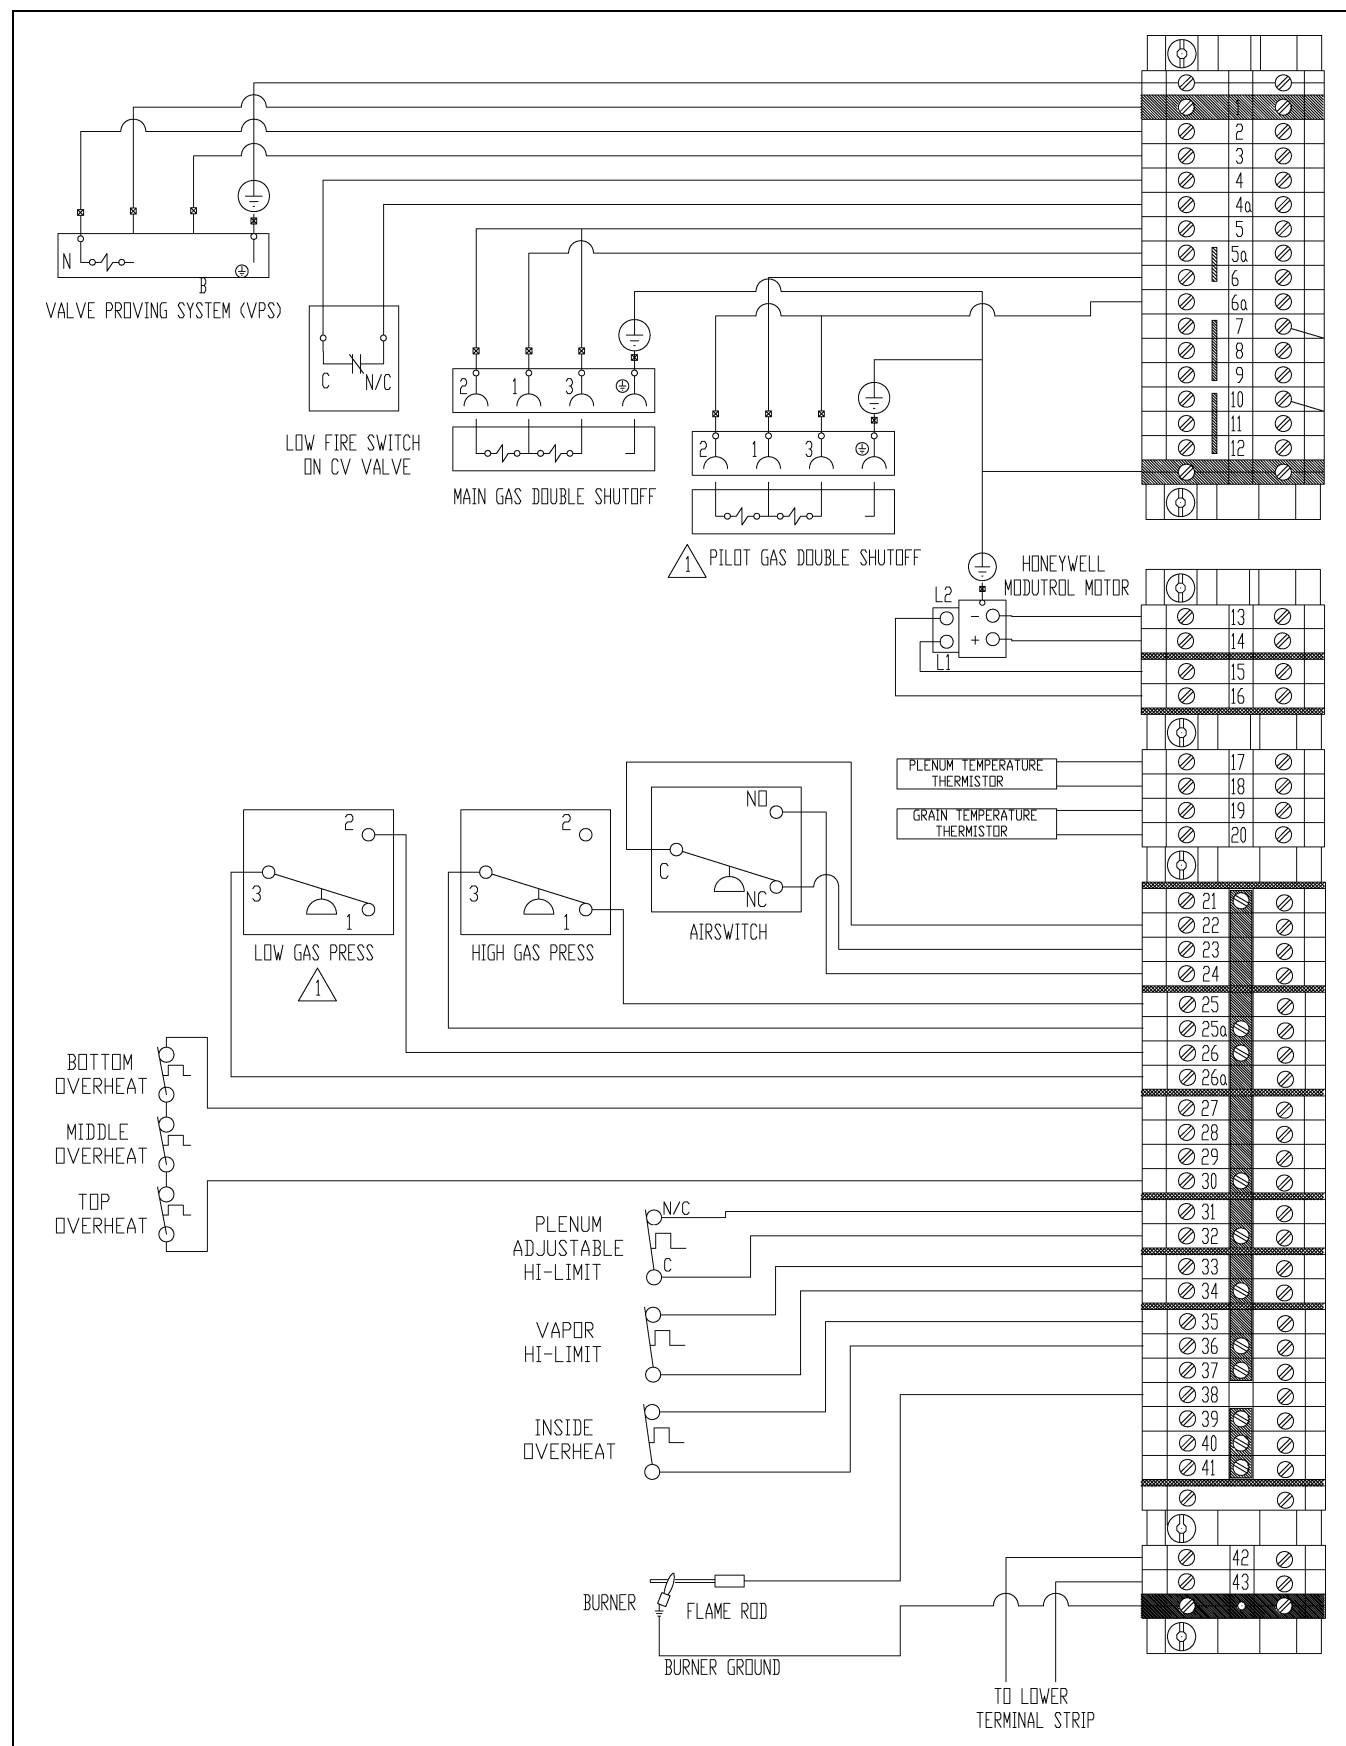 1
2
3
4
4a
5
5a
6
6a
7
8
9
10
11
12
N
B
VALVE PROVING SYSTEM (VPS)
C N/C
LOW FIRE SWITCH
ON CV VALVE
2 1 3
MAIN GAS DOUBLE SHUTOFF
2 1 3
1 PILOT GAS DOUBLE SHUTOFF
HONEYWELL
MODUTROL MOTOR
L2
- 
+
L1
13
14
15
16
PLENUM TEMPERATURE
THERMISTOR
GRAIN TEMPERATURE
THERMISTOR
17
18
19
20
2
3
1
LOW GAS PRESS
1
2
3
1
HIGH GAS PRESS
NO
C
NC
AIRSWITCH
21
22
23
24
25
25a
26
26a
27
28
29
30
31
32
33
34
35
36
37
38
39
40
41
BOTTOM
OVERHEAT
MIDDLE
OVERHEAT
TOP
OVERHEAT
N/C
PLENUM
ADJUSTABLE
HI-LIMIT
C
VAPOR
HI-LIMIT
INSIDE
OVERHEAT
42
43
BURNER
FLAME ROD
BURNER GROUND
TO LOWER
TERMINAL STRIP